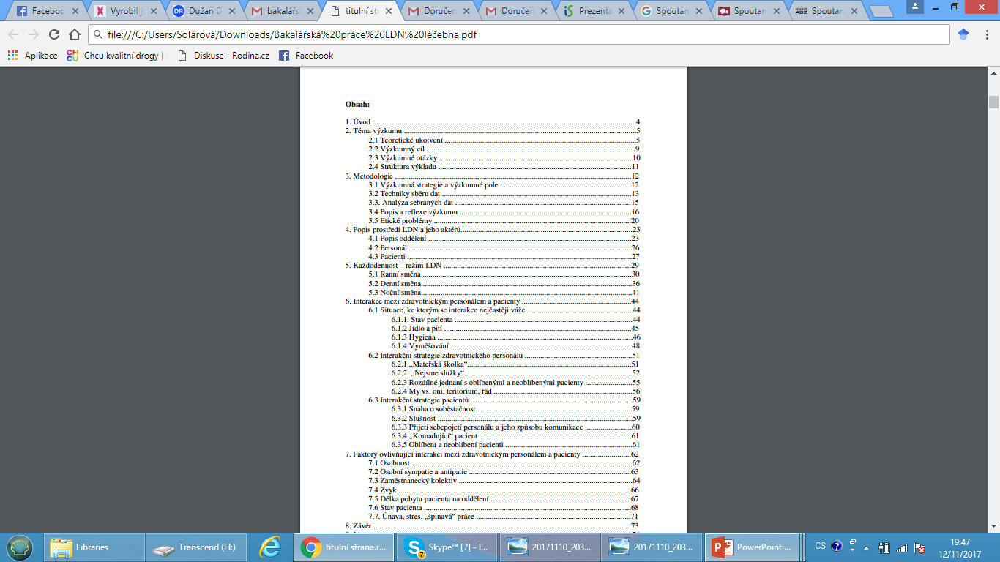 Facebook
Vyrobil j
Dužan D
bakalářs
titulní str
Doručen
Doručen
Prezenta
Spoutan
Spoutan
Spoutan
file:///C:/Users/Solárová/Downloads/Bakalářská%20práce%20LDN%20léčebna.pdf
Aplikace
Chcu kvalitní drogy |
Diskuse - Rodina.cz
Facebook
Obsah:
1. Úvod ....................4
2. Téma výzkumu ....................5
2.1 Teoretické ukotvení ....................5
2.2 Výzkumný cíl ....................9
2.3 Výzkumné otázky ....................10
2.4 Struktura výkladu ....................11
3. Metodologie ....................12
3.1 Výzkumná strategie a výzkumné pole ....................12
3.2 Techniky sběru dat ....................13
3.3. Analýza sebraných dat ....................15
3.4 Popis a reflexe výzkumu ....................16
3.5 Etické problémy ....................20
4. Popis prostředí LDN a jeho aktérů....................23
4.1 Popis oddělení ....................23
4.2 Personál ....................26
4.3 Pacienti ....................27
5. Každodennost – režim LDN ....................29
5.1 Ranní směna ....................30
5.2 Denní směna ....................36
5.3 Noční směna ....................41
6. Interakce mezi zdravotnickým personálem a pacienty ....................44
6.1 Situace, ke kterým se interakce nejčastěji váže ....................44
6.1.1. Stav pacienta ....................44
6.1.2 Jídlo a pití ....................45
6.1.3 Hygiena ....................46
6.1.4 Vyměšování ....................48
6.2 Interakční strategie zdravotnického personálu ....................51
6.2.1 „Mateřská školka“....................51
6.2.2. „Nejsme služky“....................52
6.2.3 Rozdílné jednání s oblíbenými a neoblíbenými pacienty ....................55
6.2.4 My vs. oni, teritorium, řád ....................56
6.3 Interakční strategie pacientů ....................59
6.3.1 Snaha o soběstačnost ....................59
6.3.2 Slušnost ....................59
6.3.3 Přijetí sebepojetí personálu a jeho způsobu komunikace ....................60
6.3.4 „Komadující“ pacient ....................61
6.3.5 Oblíbení a neoblíbení pacienti ....................61
7. Faktory ovlivňující interakci mezi zdravotnickým personálem a pacienty ....................62
7.1 Osobnost ....................62
7.2 Osobní sympatie a antipatie ....................63
7.3 Zaměstnanecký kolektiv ....................64
7.4 Zvyk ....................66
7.5 Délka pobytu pacienta na oddělení ....................67
7.6 Stav pacienta ....................68
7.7. Únava, stres, „špinavá“ práce ....................71
8. Závěr ....................73
Libraries
Transcend (H:)
titulní strana.r...
Skype™ [7] - l...
20171110_203...
20171110_203...
PowerPoint ...
CS
19:47
12/11/2017